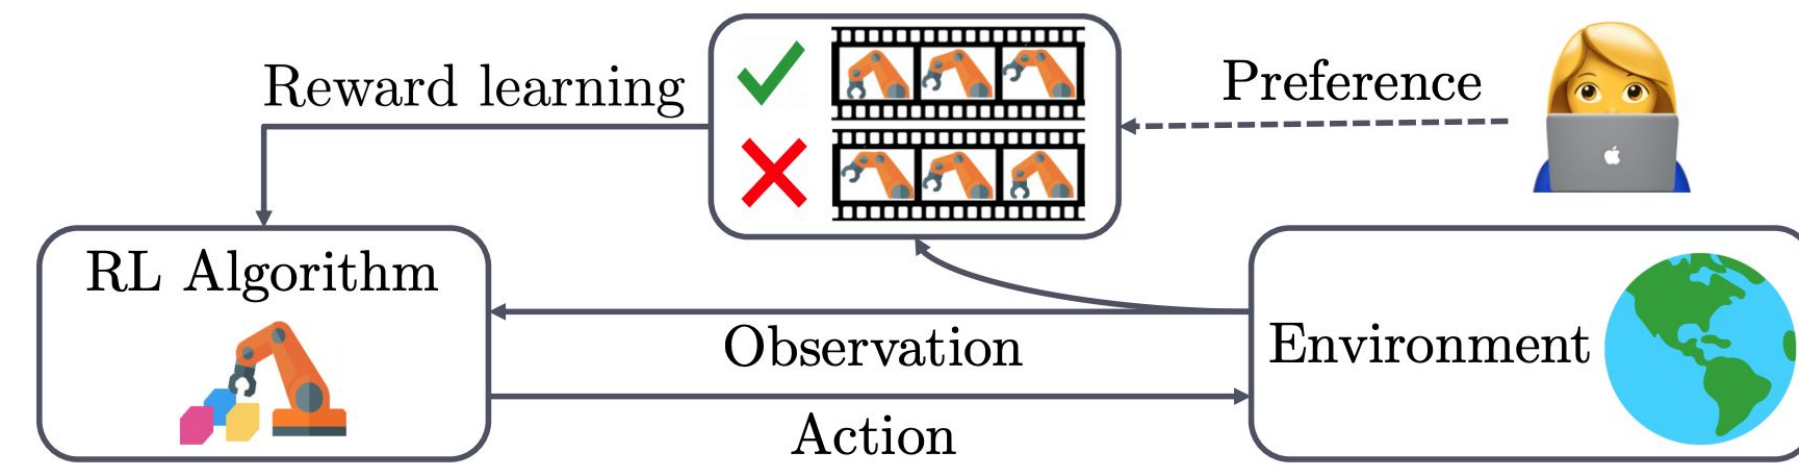 Reward learning
Preference
RL Algorithm
Observation
Environment
Action